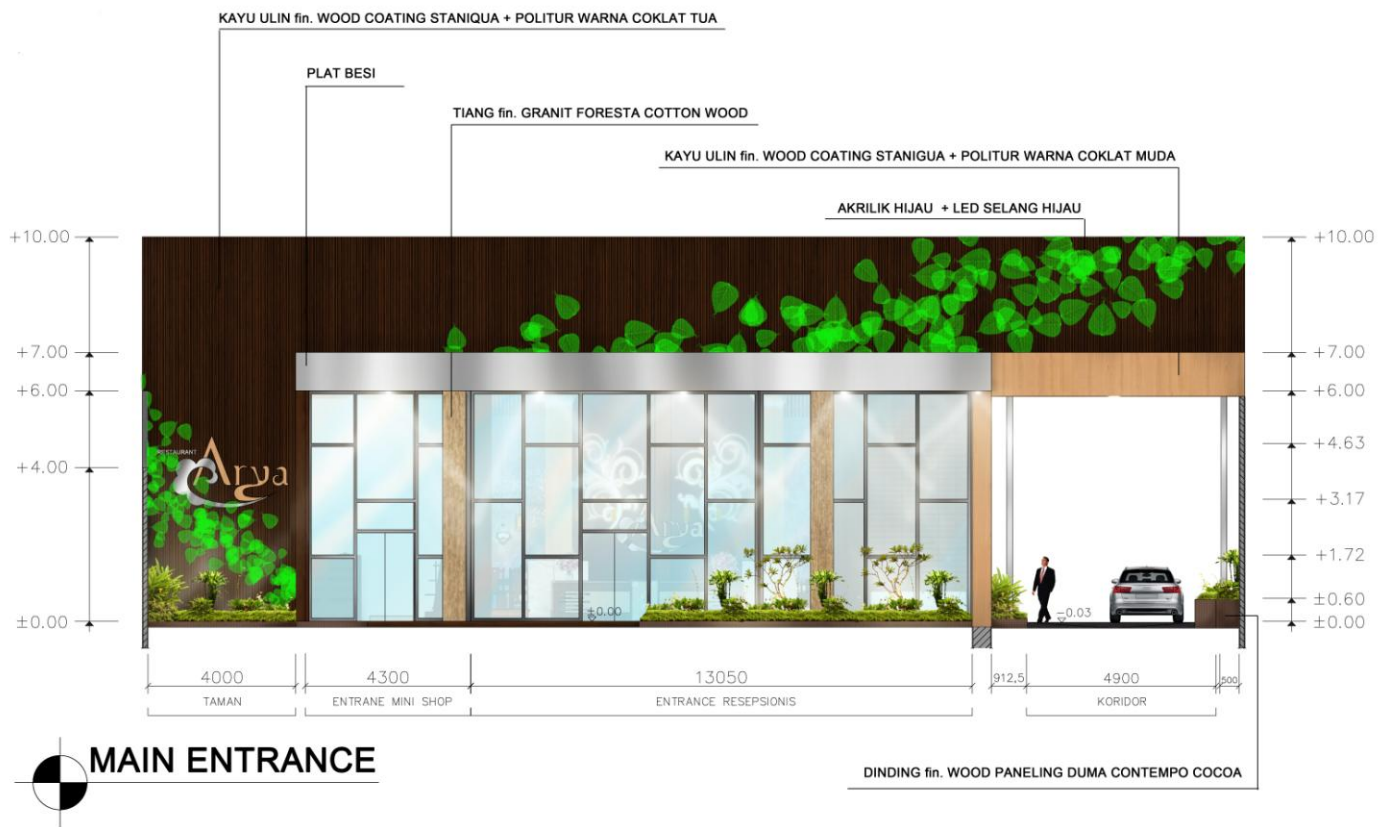 KAYU ULIN fin. WOOD COATING STANIQUA + POLITUR WARNA COKLAT TUA
PLAT BESI
TIANG fin. GRANIT FORESTA COTTON WOOD
KAYU ULIN fin. WOOD COATING STANIGUA + POLITUR WARNA COKLAT MUDA
AKRILIK HIJAU + LED SELANG HIJAU
+10.00
+10.00
+7.00
+7.00
+6.00
+6.00
+4.63
+4.00
+3.17
+1.72
±0.60
±0.00
±0.00
RESTAURANT
Arya
Arya
±0.00
-0.03
4000
4300
13050
912,5
4900
500
TAMAN
ENTRANE MINI SHOP
ENTRANCE RESEPSIONIS
KORIDOR
MAIN ENTRANCE
DINDING fin. WOOD PANELING DUMA CONTEMPO COCOA